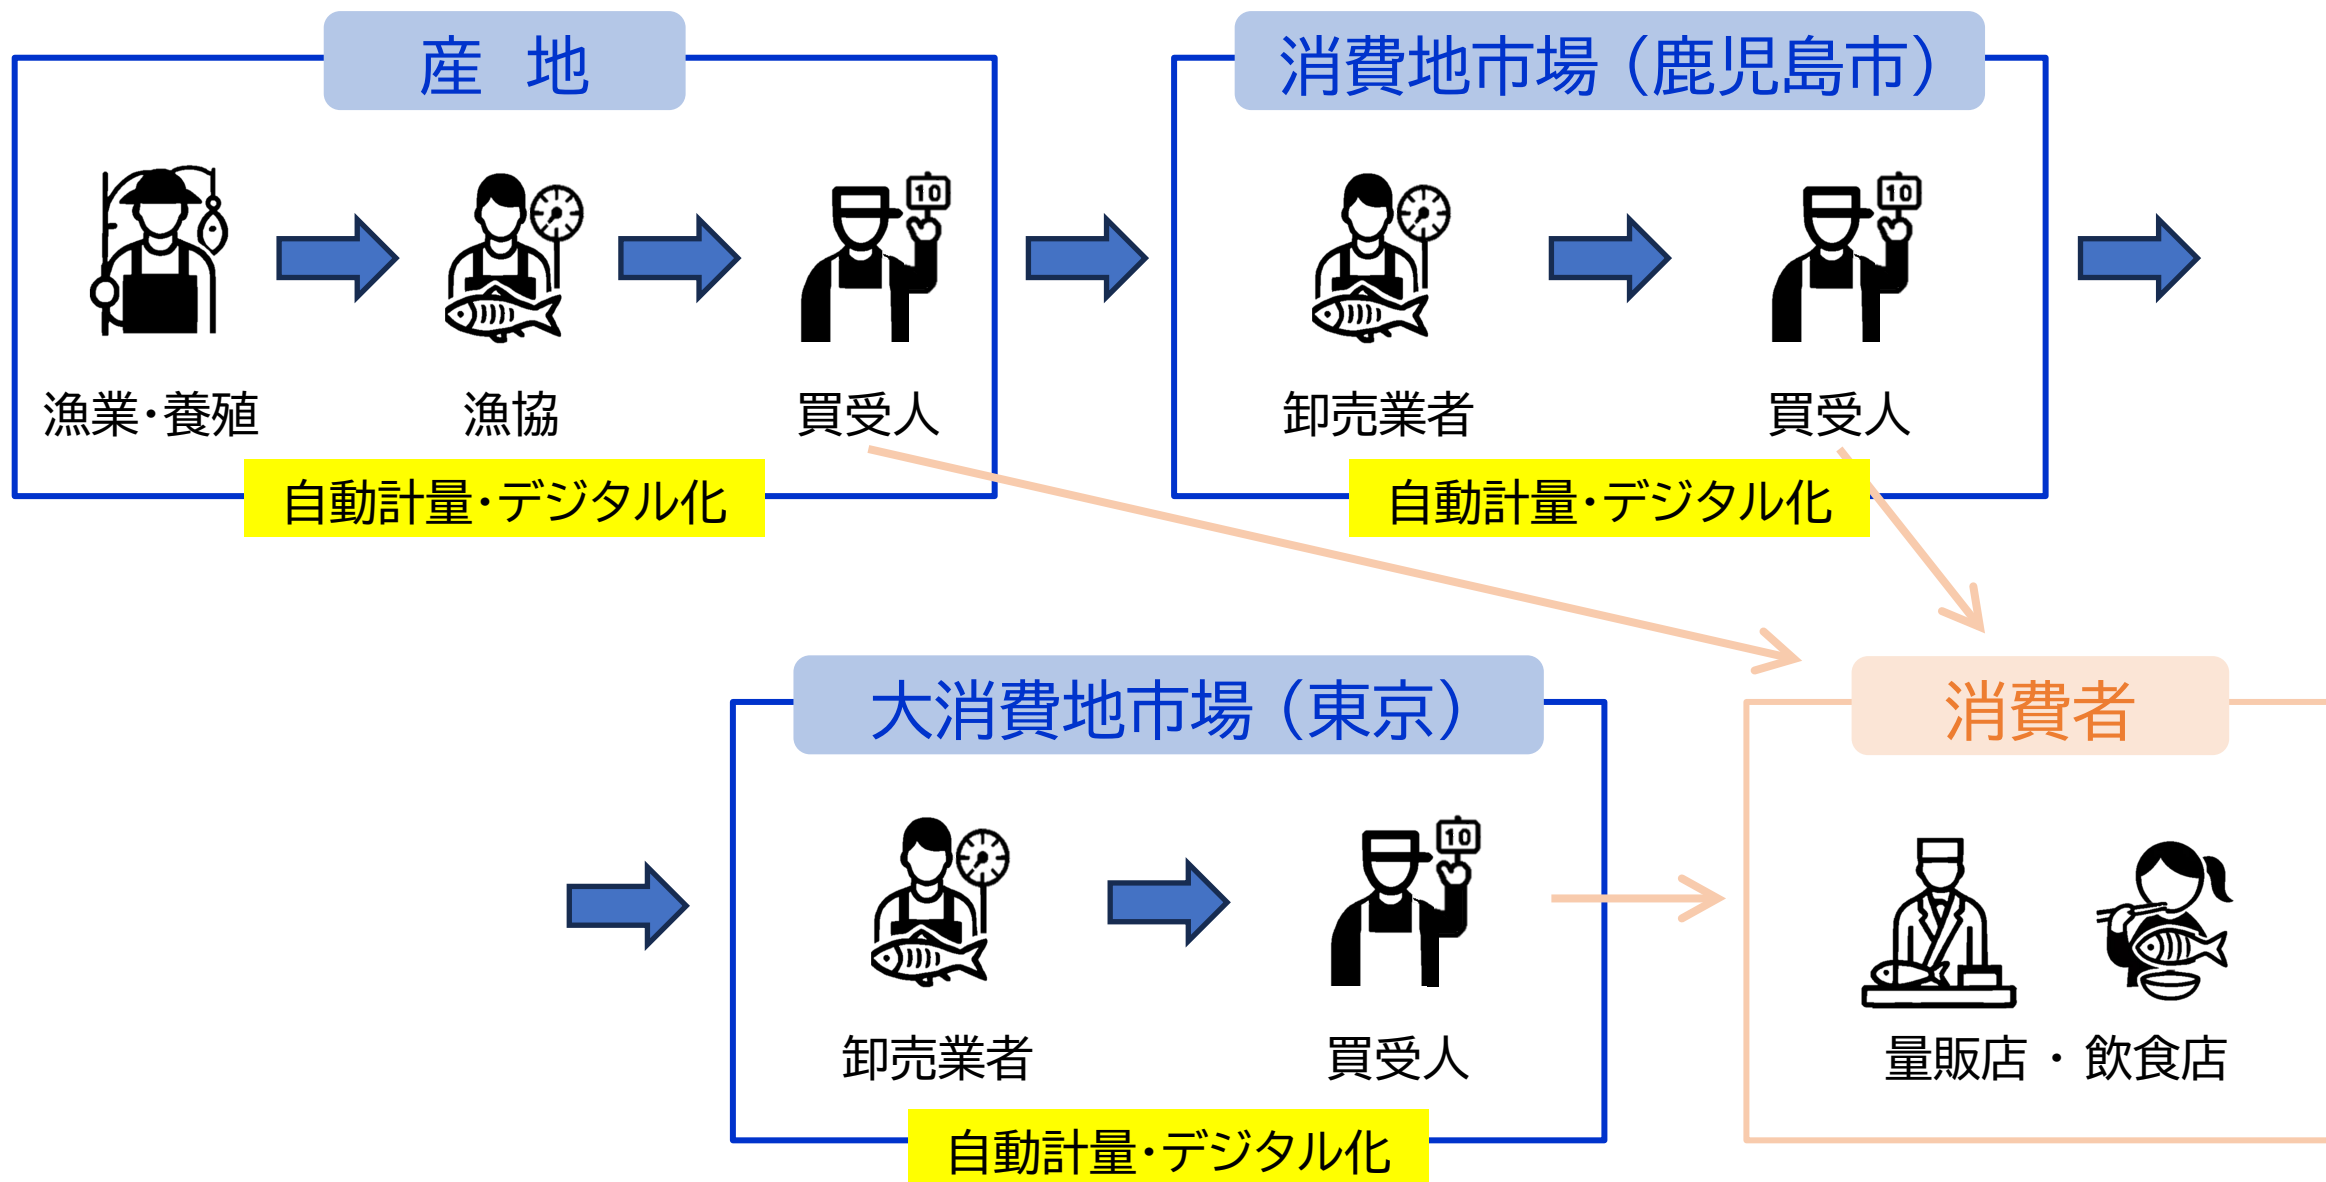 産 地
10
漁業・養殖
漁協
買受人
自動計量・デジタル化
消費地市場（鹿児島市）
10
卸売業者
買受人
自動計量・デジタル化
大消費地市場（東京）
10
卸売業者
買受人
自動計量・デジタル化
消費者
量販店 ・ 飲食店